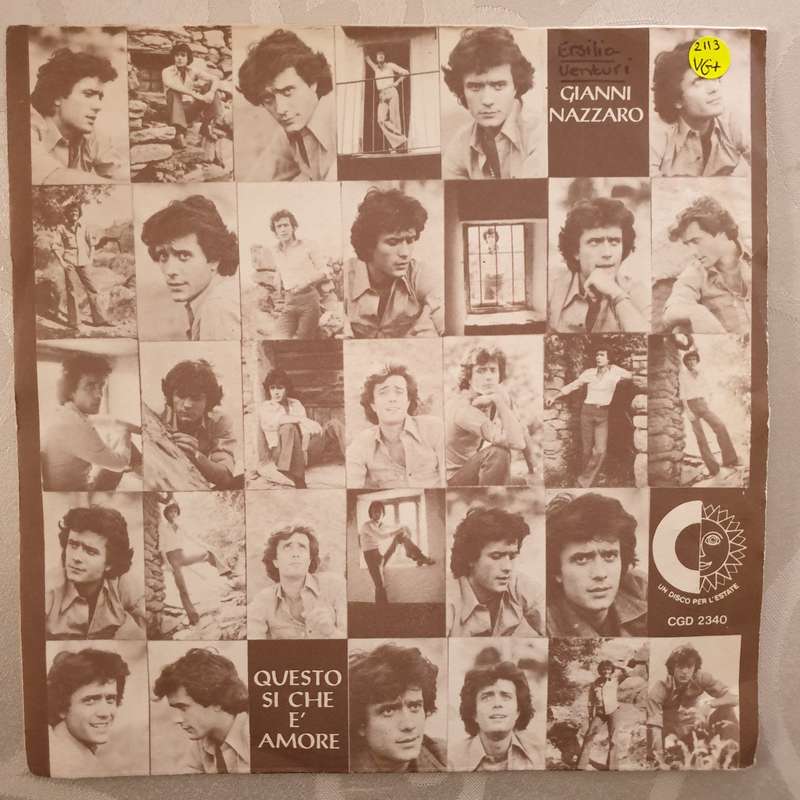 Ersilia
Venturi
GIANNI
NAZZARO
2113
VG+
UN DISCO PER L'ESTATE
CGD 2340
QUESTO
SI CHE
E'
AMORE